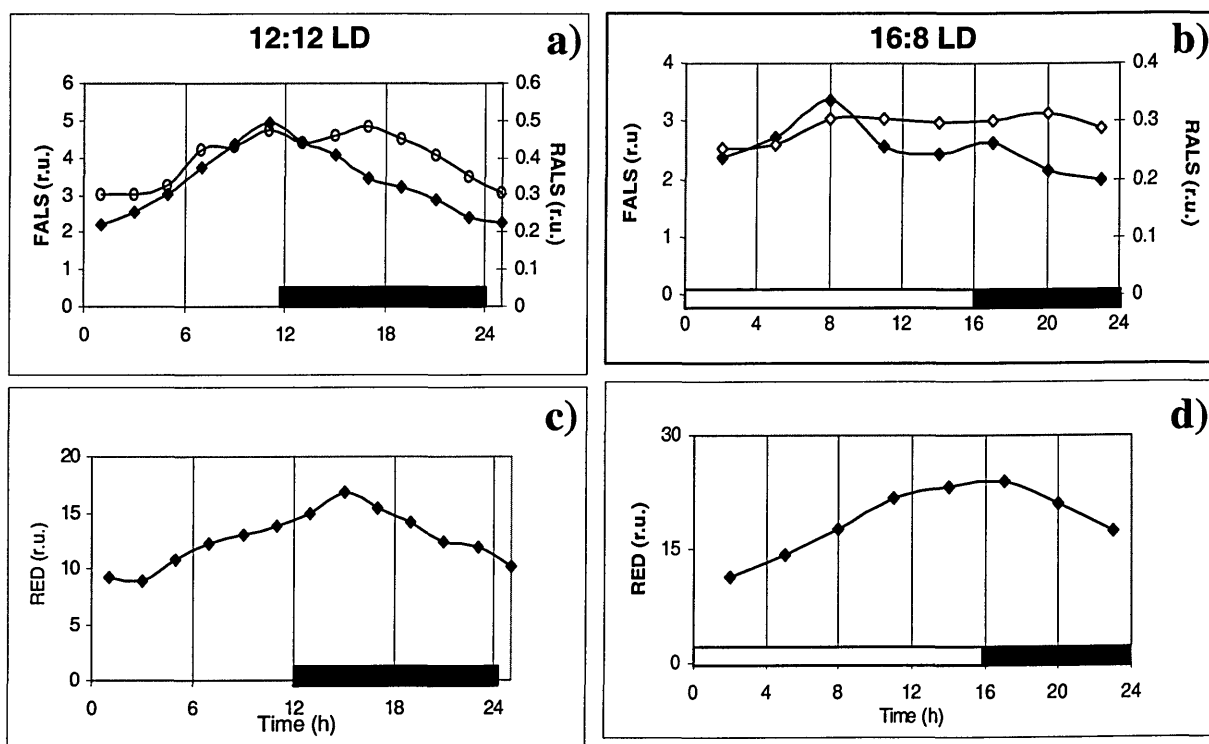 12:12 LD
a)
6
5
4
3
2
1
0
FALS (r.u.)
0.6
0.5
0.4
0.3
0.2
0.1
0
RALS (r.u.)
0 6 12 18 24
16:8 LD
b)
4
3
2
1
0
FALS (r.u)
0.4
0.3
0.2
0.1
0
RALS (r.u.)
0 4 8 12 16 20 24
c)
20
15
10
5
0
RED (r.u.)
0 6 12 18 24
Time (h)
d)
30
15
0
RED (r.u.)
0 4 8 12 16 20 24
Time (h)